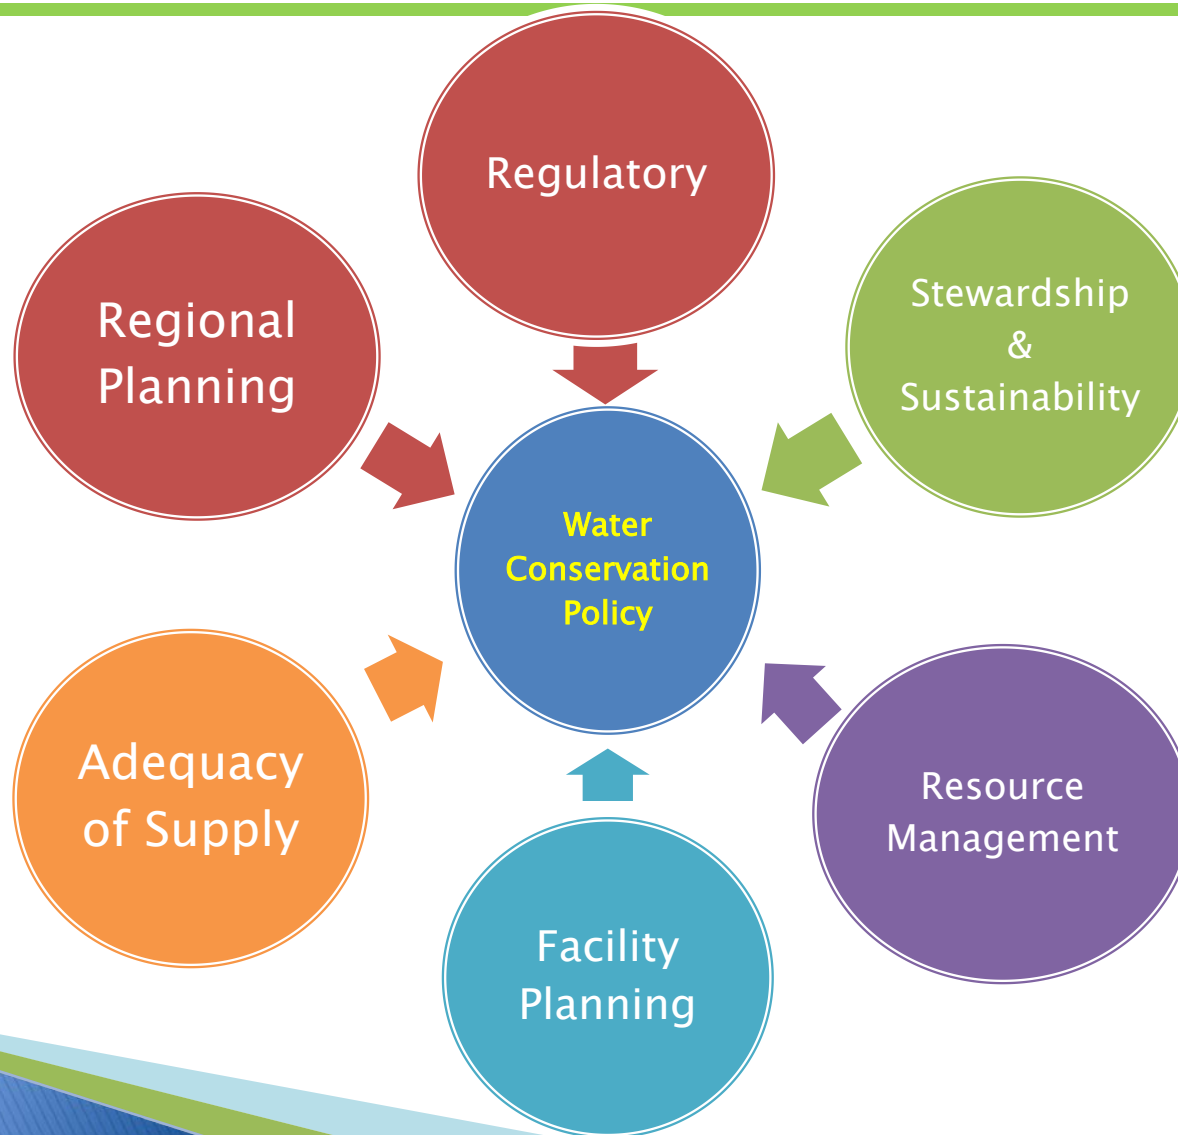 Regulatory
Regional
Planning
Stewardship
&
Sustainability
Water
Conservation
Policy
Adequacy
of Supply
Resource
Management
Facility
Planning